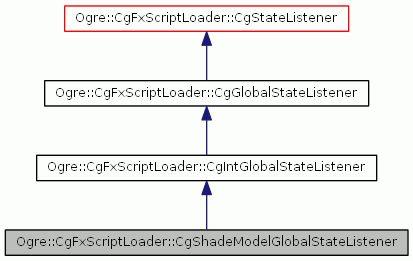 Ogre::CgFxScriptLoader::CgStateListener
Ogre::CgFxScriptLoader::CgGlobalStateListener
Ogre::CgFxScriptLoader::CgIntGlobalStateListener
Ogre::CgFxScriptLoader::CgShadeModelGlobalStateListener